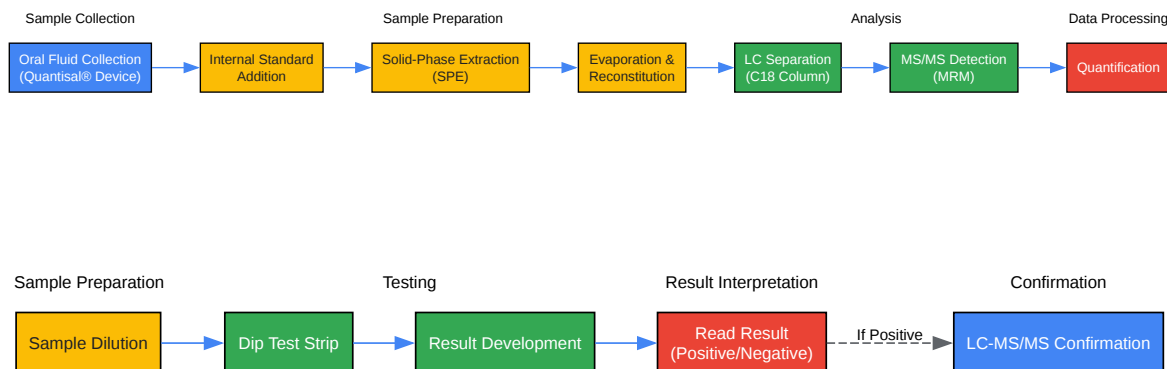 Sample Collection
Sample Preparation
Analysis
Data Processing
Oral Fluid Collection
(Quantisal® Device)
Internal Standard
Addition
Solid-Phase Extraction
(SPE)
Evaporation &
Reconstitution
LC Separation
(C18 Column)
MS/MS Detection
(MRM)
Quantification
Sample Preparation
Testing
Result Interpretation
Confirmation
Sample Dilution
Dip Test Strip
Result Development
Read Result
(Positive/Negative)
If Positive
LC-MS/MS Confirmation